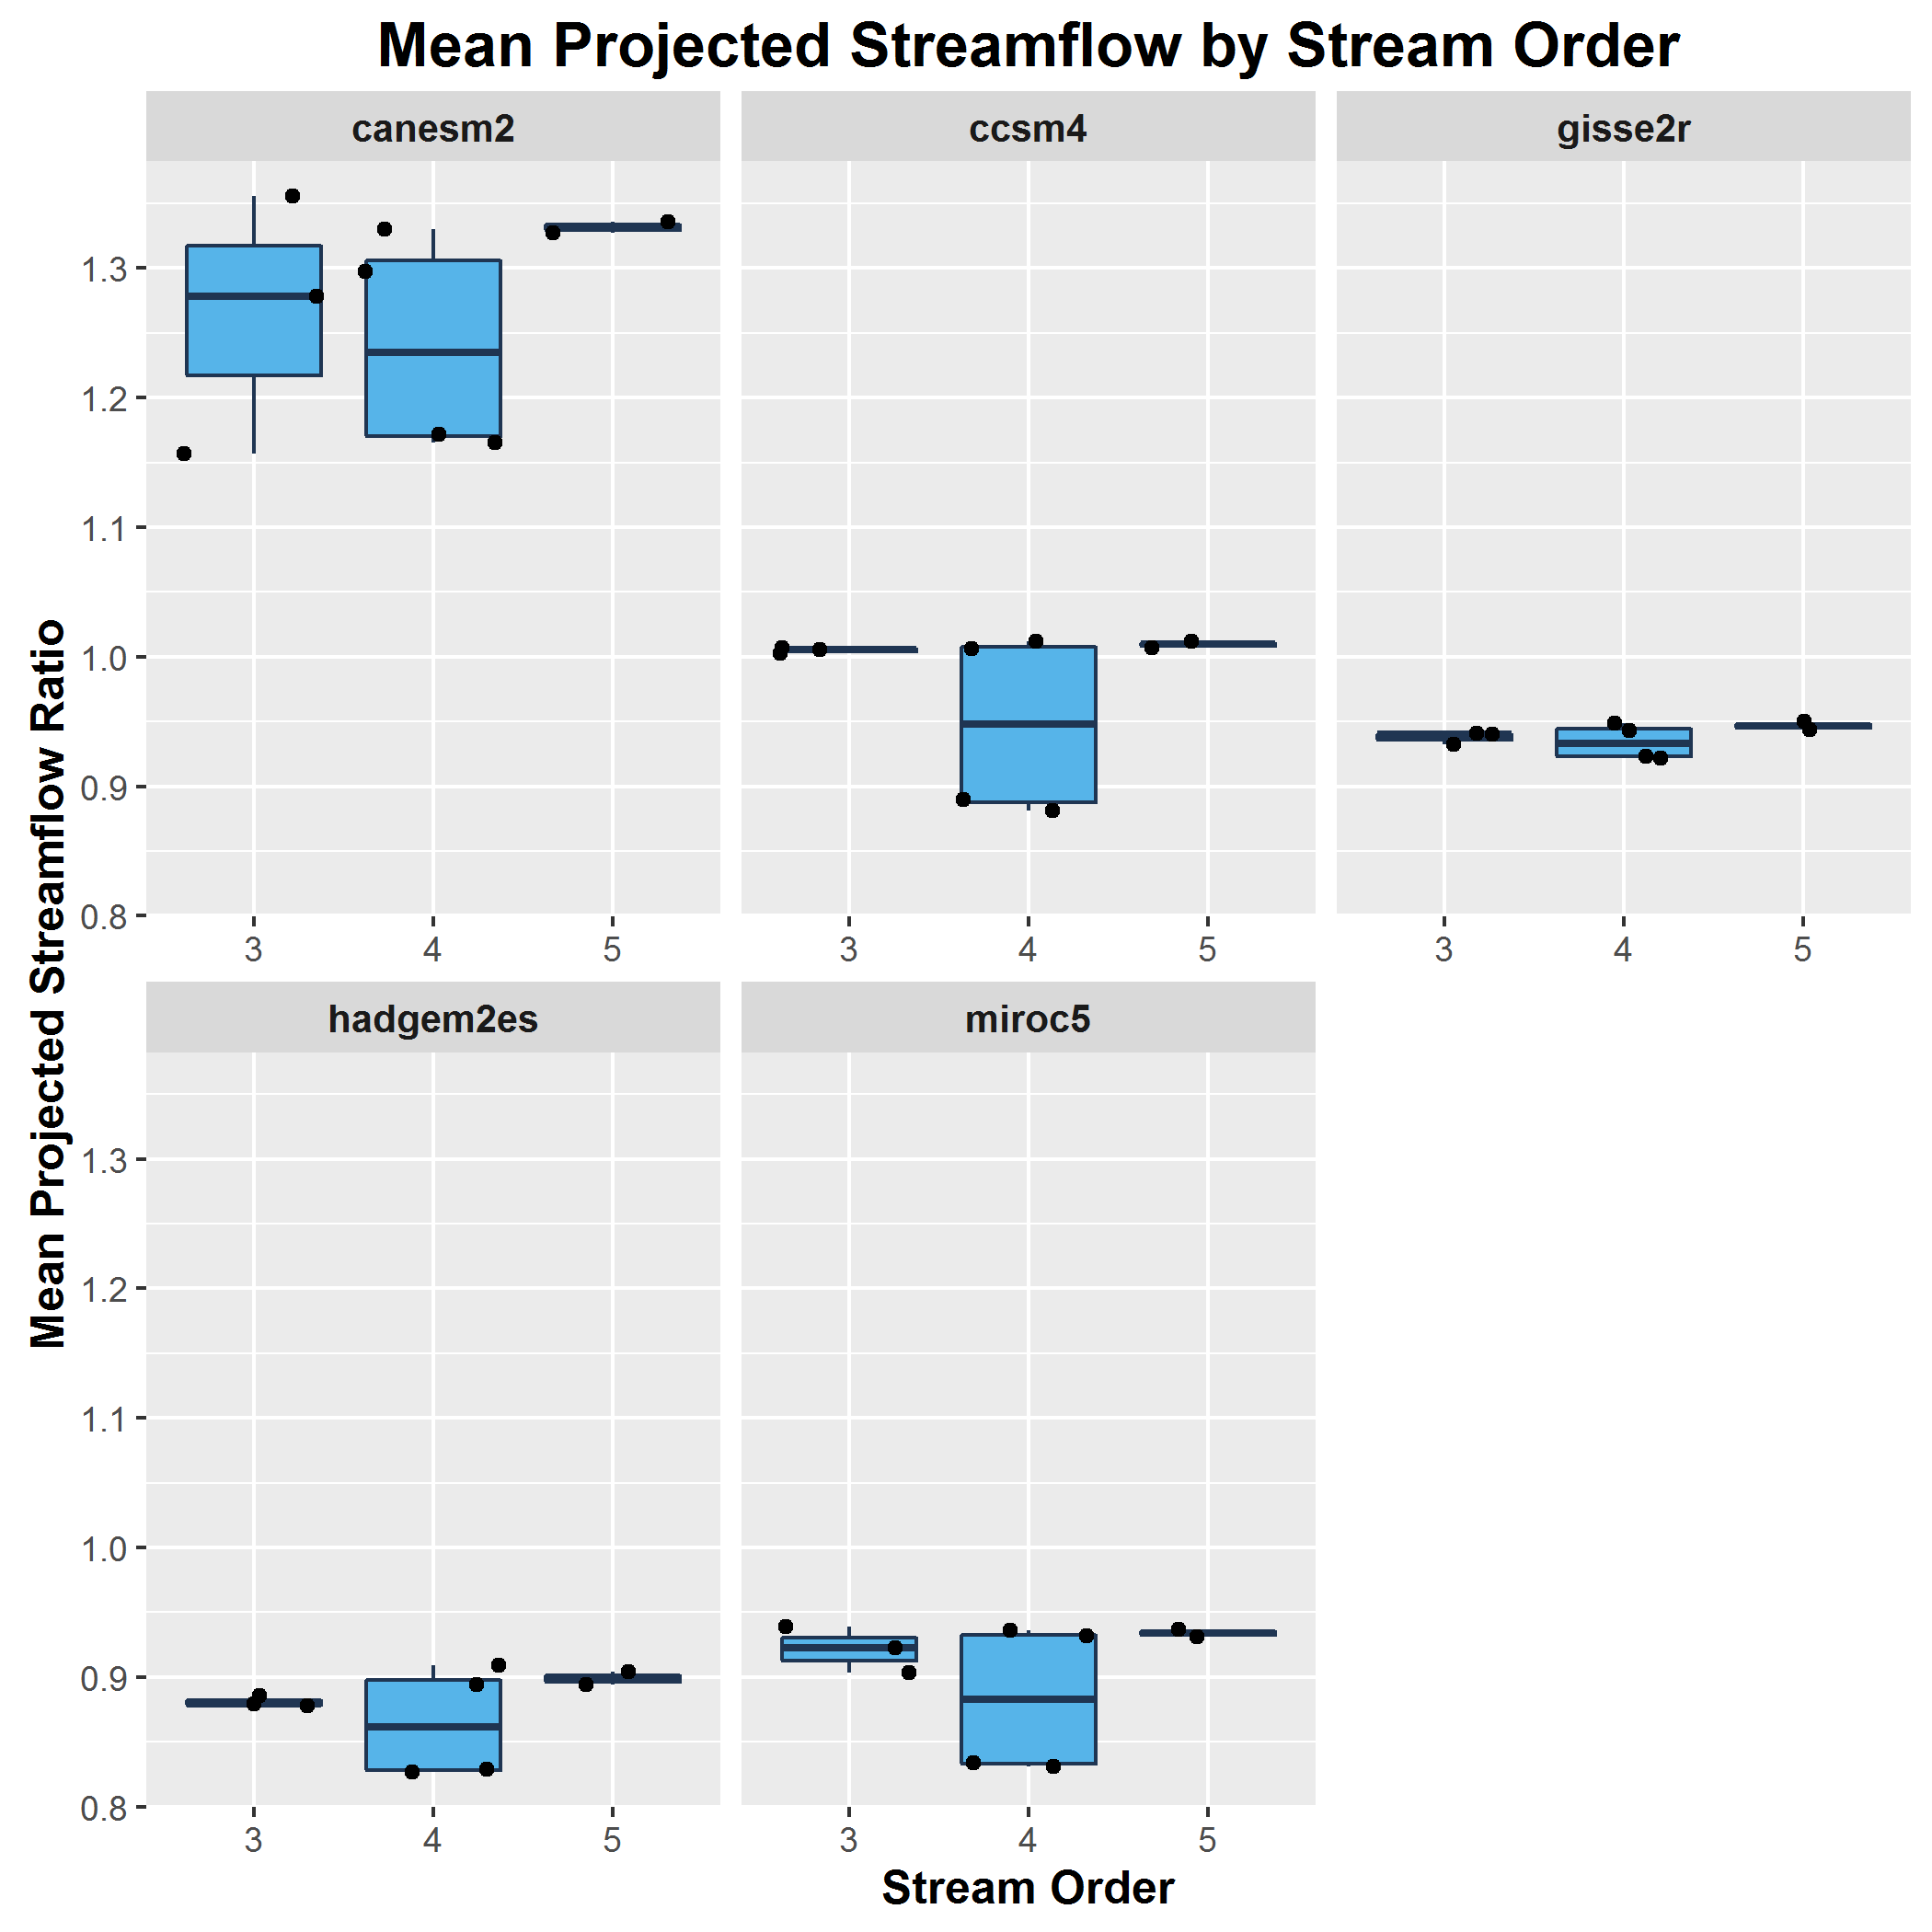 Mean Projected Streamflow by Stream Order
canesm2
ccsm4
gisse2r
Mean Projected Streamflow Ratio
1.3
1.2
1.1
1.0
0.9
0.8
3 4 5
3 4 5
3 4 5
hadgem2es
miroc5
1.3
1.2
1.1
1.0
0.9
0.8
3 4 5
3 4 5
Stream Order